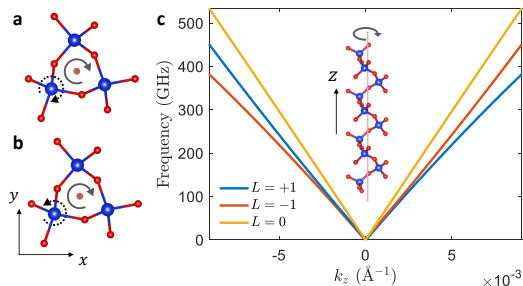 a
b
y
x
c
Frequency (GHz)
500
400
300
200
100
0
Z
L = +1
L = −1
L = 0
-5
0
5
×10⁻³
k_z (Å⁻¹)